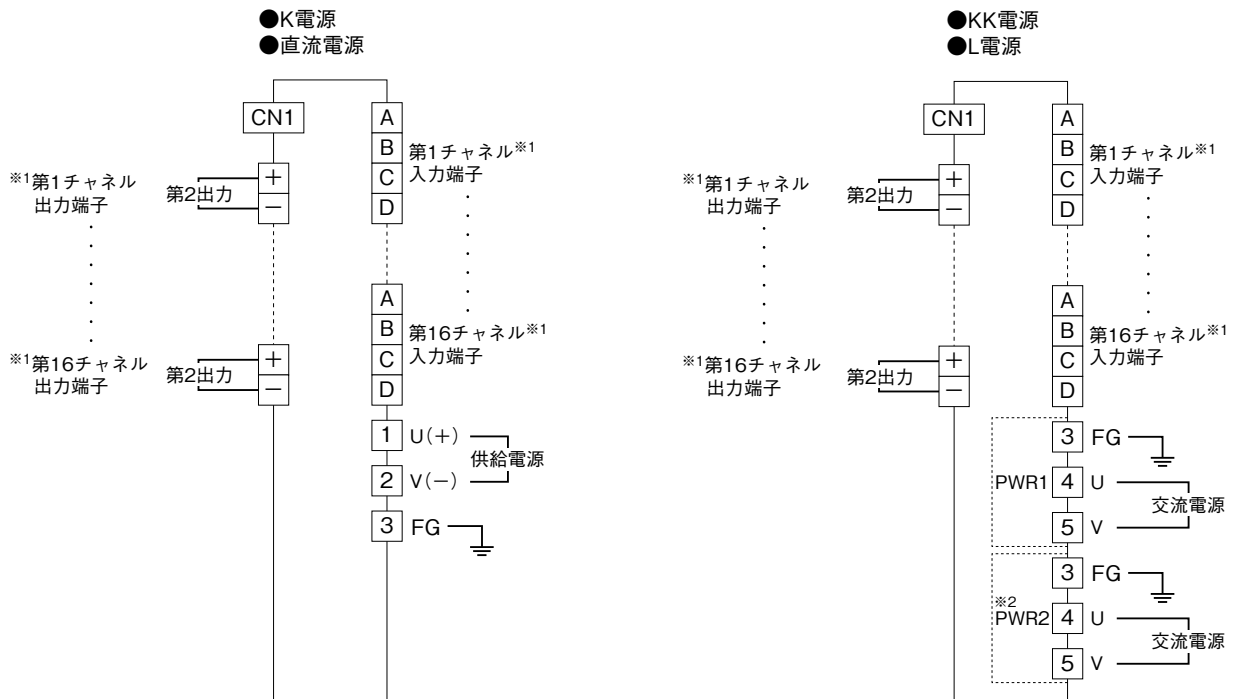 ●K電源
●直流電源
CN1
A
B
C
D
第1チャネル※1
入力端子
※1第1チャネル
出力端子
第2出力
+
−
A
B
C
D
第16チャネル※1
入力端子
※1第16チャネル
出力端子
第2出力
+
−
1 U(+)
供給電源
2 V(−)
3 FG
●KK電源
●L電源
CN1
A
B
C
D
第1チャネル※1
入力端子
※1第1チャネル
出力端子
第2出力
+
−
A
B
C
D
第16チャネル※1
入力端子
※1第16チャネル
出力端子
第2出力
+
−
3 FG
PWR1 4 U
交流電源
5 V
3 FG
※2
PWR2 4 U
交流電源
5 V